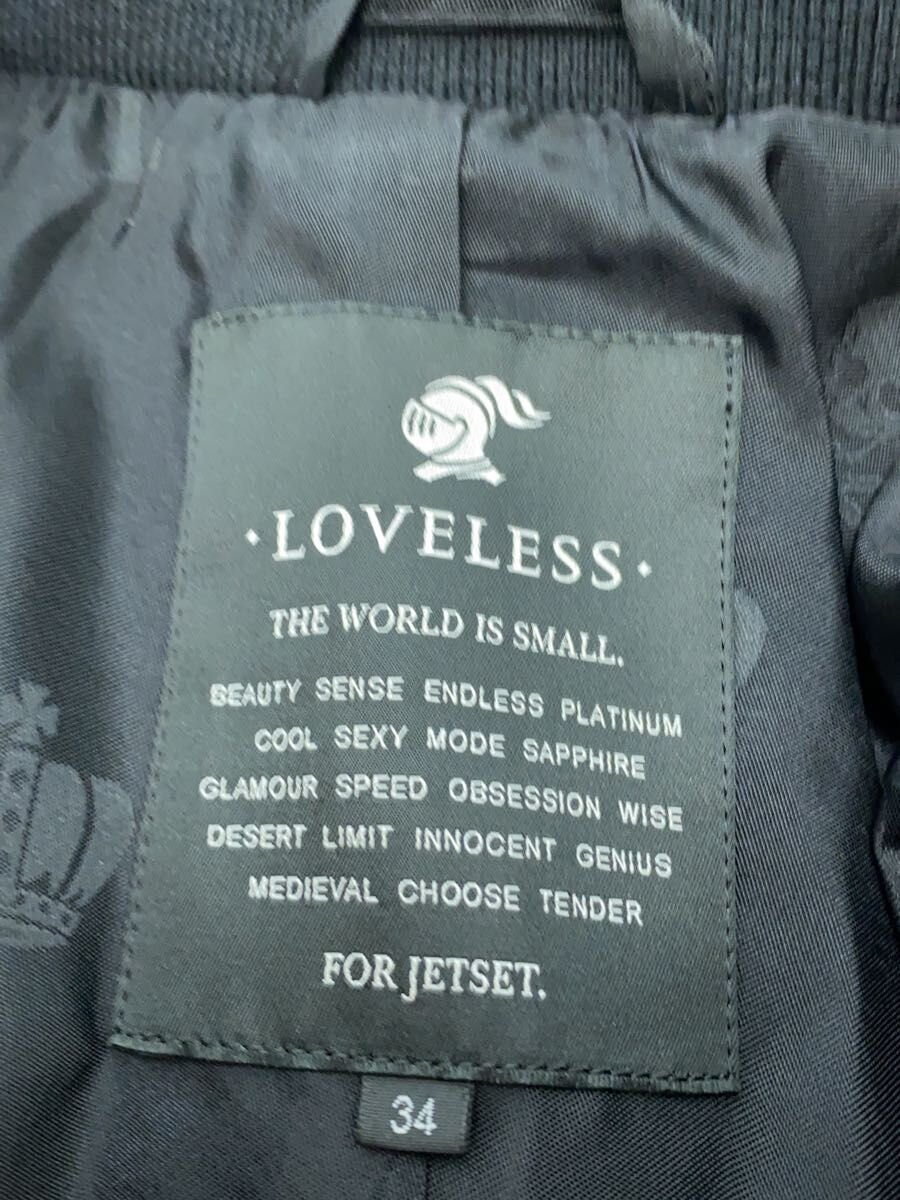 ·LOVELESS·
THE WORLD IS SMALL.
BEAUTY SENSE ENDLESS PLATINUM
COOL SEXY MODE SAPPHIRE
GLAMOUR SPEED OBSESSION WISE
DESERT LIMIT INNOCENT GENIUS
MEDIEVAL CHOOSE TENDER
FOR JETSET.
34